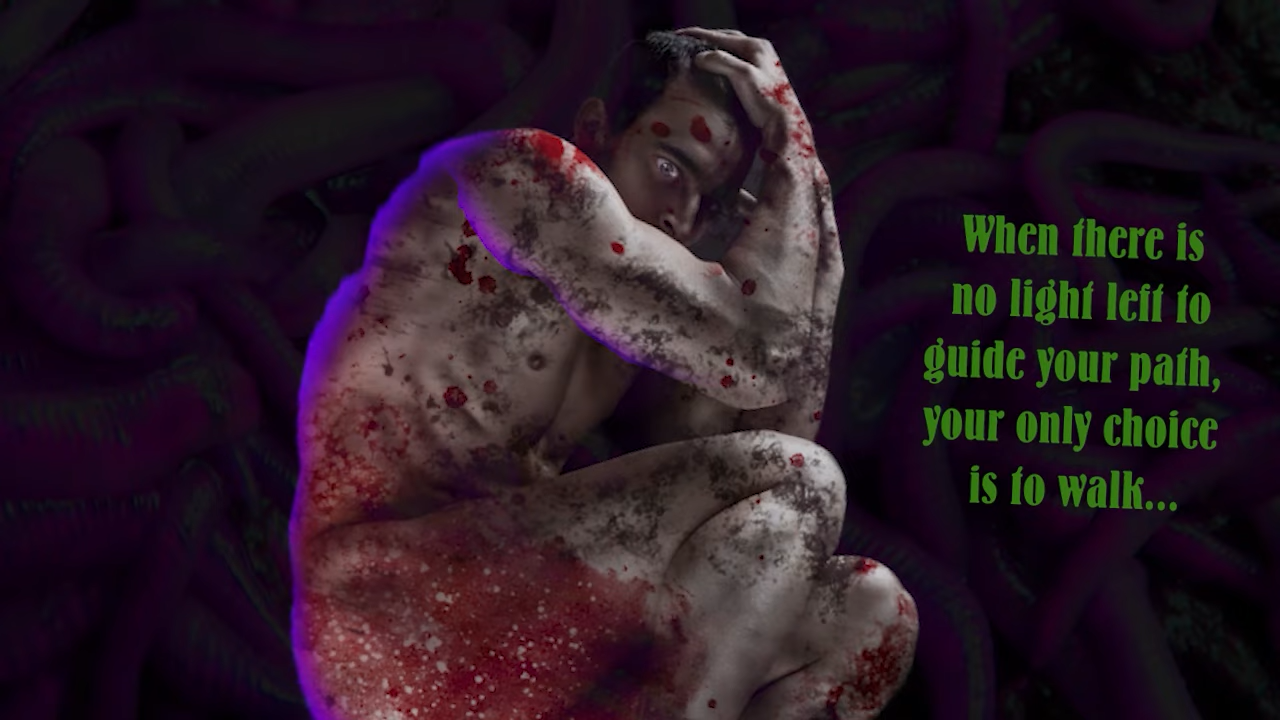 When there is
no light left to
guide your path,
your only choice
is to walk...